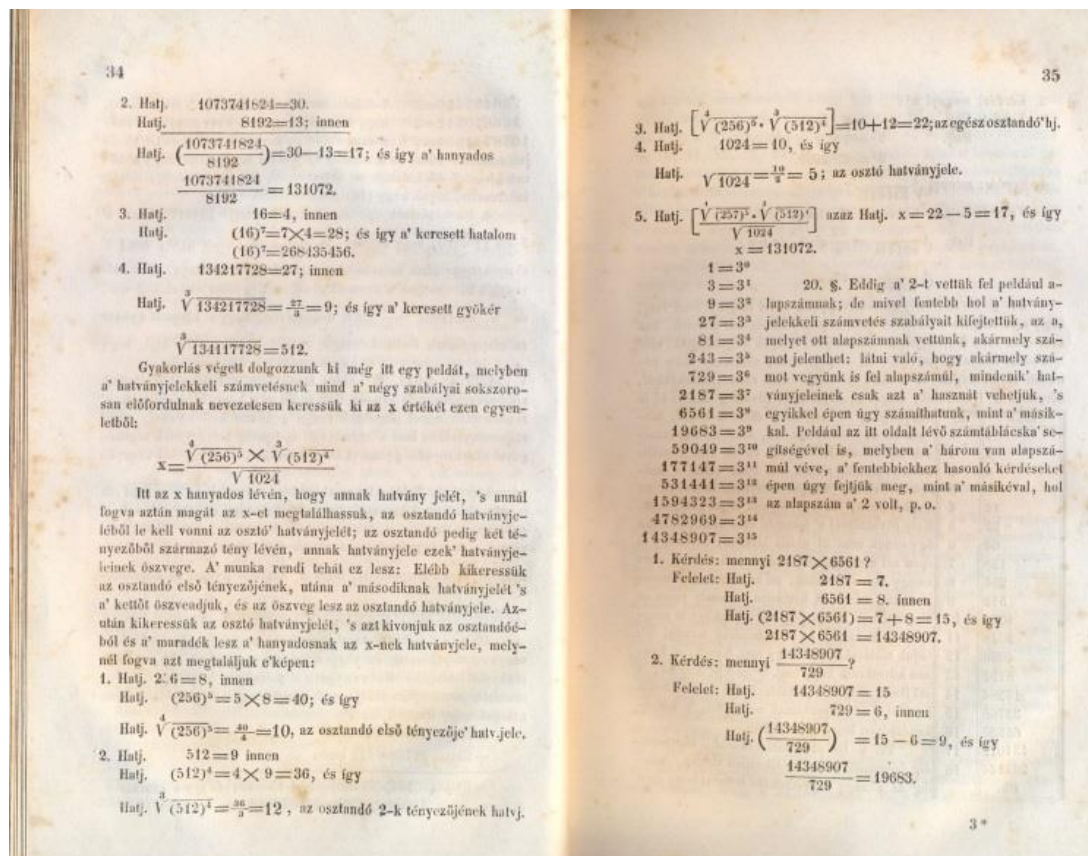 34
2. Hatj. 1073741824=30.
Hatj. 8192=13; innen
Hatj. (1073741824/8192)=30—13=17; és igy a' hanyados
1073741824/8192 = 131072.
3. Hatj. 16=4, innen
Hatj. (16)⁷=7×4=28; és igy a' keresett hatalom
(16)⁷=268435456.
4. Hatj. 134217728=27; innen
Hatj. ³√134217728=27/3=9; és így a' keresett gyökér
³√134117728=512.
Gyakorlás végett dolgozzunk ki még itt egy peldát, melyben
a' hatványjelekkeli számvetésnek mind a' négy szabályai sokszoro-
san előfordulnak nevezetesen keressük ki az x értékét ezen egyen-
letből:
x=⁴√(256)⁵ × ³√(512)⁴/√1024
Itt az x hanyados lévén, hogy annak hatvány jelét, 's annál
fogva aztán magát az x-et megtalálhassuk, az osztandó hatványje-
léből le kell vonni az osztó' hatványjelét; az osztandó pedig két té-
nyezőből származó tény lévén, annak hatványjele ezek' hatványje-
leinek öszvege. A' munka rendi tehát ez lesz: Elébb kikeressük
az osztandó első tényezőjének, utána a' másodiknak hatványjelét 's
a' kettőt öszveadjuk, és az öszveg lesz az osztandó hatványjele. Az-
után kikeressük az osztó hatványjelét, 's azt kivonjuk az osztandóé-
ból és a' maradék lesz a' hanyadosnak az x-nek hatványjele, mely-
nél fogva azt megtaláljuk e'képen:
1. Hatj. 2 6=8, innen
Hatj. (256)⁵=5×8=40; és így
Hatj. ⁴√(256)⁵=40/4=10, az osztandó első tényezője' hatv.jele.
2. Hatj. 512=9 innen
Hatj. (512)⁴=4× 9=36, és így
Hatj. ³√(512)⁴=36/3=12, az osztandó 2-k tényezőjének hatvj.
35
3. Hatj. [⁴√(256)⁵·³√(512)⁴]=10+12=22; az egész osztandó' hj.
4. Hatj. 1024=10, és igy
Hatj. √1024=10/2= 5; az osztó hatványjele.
5. Hatj. [⁴√(257)⁵·³√(512)⁴/√1024] azaz Hatj. x=22—5=17, és igy
x=131072.
1=3⁰
3=3¹ 20. §. Eddig a' 2-t vettük fel például a-
9=3² lapszámnak; de mivel fentebb hol a' hatvány-
27=3³ jelekkeli számvetés szabályait kifejtettük, az a,
81=3⁴ melyet ott alapszámnak vettünk, akármely szá-
243=3⁵ mot jelenthet: látni való, hogy akármely szá-
729=3⁶ mot vegyünk is fel alapszámúl, mindenik' hat-
2187=3⁷ ványjeleinek csak azt a' hasznát vehetjuk, 's
6561=3⁸ egyikkel épen úgy számíthatunk, mint a' másik-
19683=3⁹ kal. Például az itt oldalt lévő számtáblácska' se-
59049=3¹⁰ gitségével is, melyben a' három van alapszá-
177147=3¹¹ múl véve, a' fentebbiekhez hasonló kérdéseket
531441=3¹² épen úgy fejtjük meg, mint a' másikéval, hol
1594323=3¹³ az alapszám a' 2 volt, p. o.
4782969=3¹⁴
14348907=3¹⁵
1. Kérdés: mennyi 2187×6561?
Felelet: Hatj. 2187 = 7.
Hatj. 6561 = 8. innen
Hatj. (2187×6561)=7+8=15, és igy
2187×6561 =14348907.
2. Kérdés: mennyi 14348907/729?
Felelet: Hatj. 14348907=15
Hatj. 729=6, innen
Hatj. (14348907/729) =15—6=9, és így
14348907/729=19683.
3*